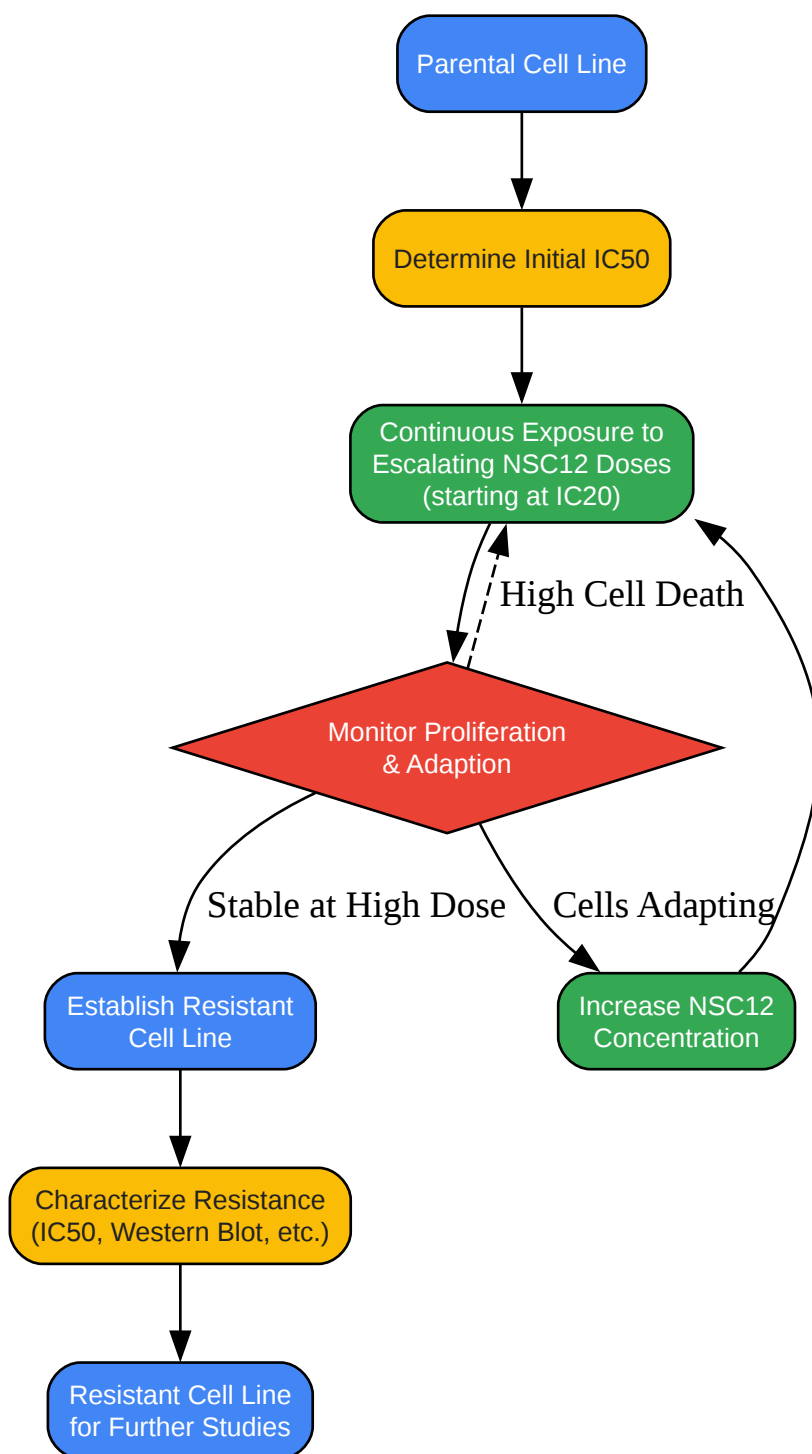 Parental Cell Line
Determine Initial IC50
Continuous Exposure to
Escalating NSC12 Doses
(starting at IC20)
High Cell Death
Monitor Proliferation
& Adaption
Stable at High Dose
Cells Adapting
Establish Resistant
Cell Line
Increase NSC12
Concentration
Characterize Resistance
(IC50, Western Blot, etc.)
Resistant Cell Line
for Further Studies